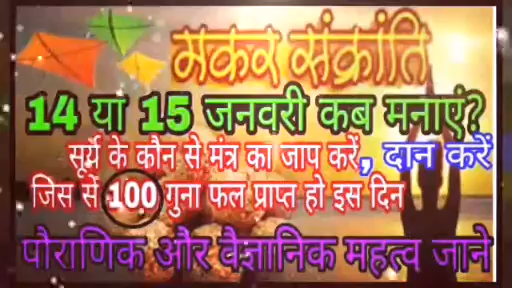 मकर संक्रांति
14 या 15 जनवरी कब मनाएं?
सूर्य के कौन से मंत्र का जाप करें, दान करें
जिस से 100 गुना फल प्राप्त हो इस दिन
पौराणिक और वैज्ञानिक महत्व जाने